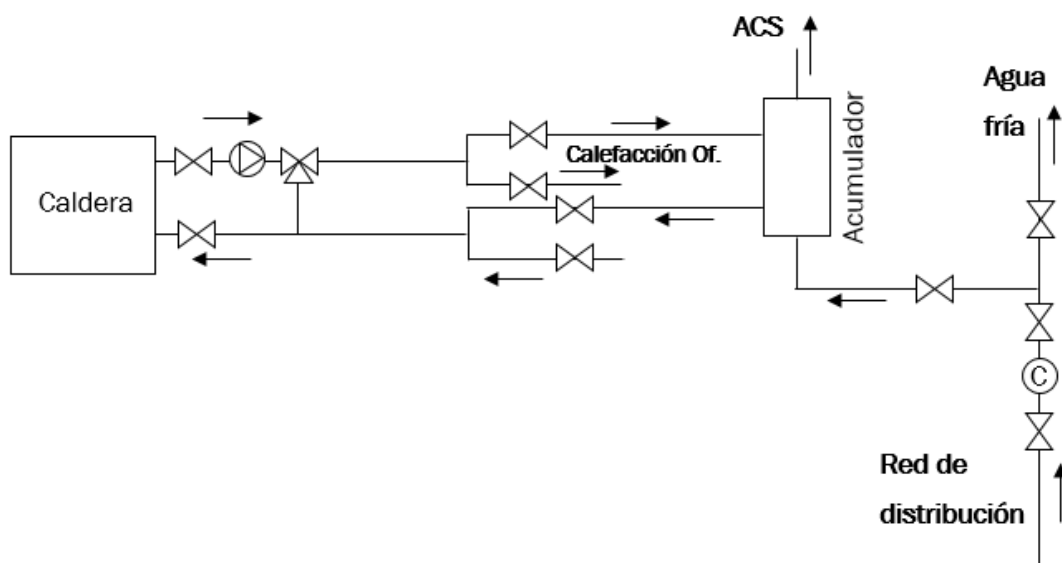 ACS
Agua
fría
Caldera
Calefacción Of.
Acumulador
C
Red de
distribución